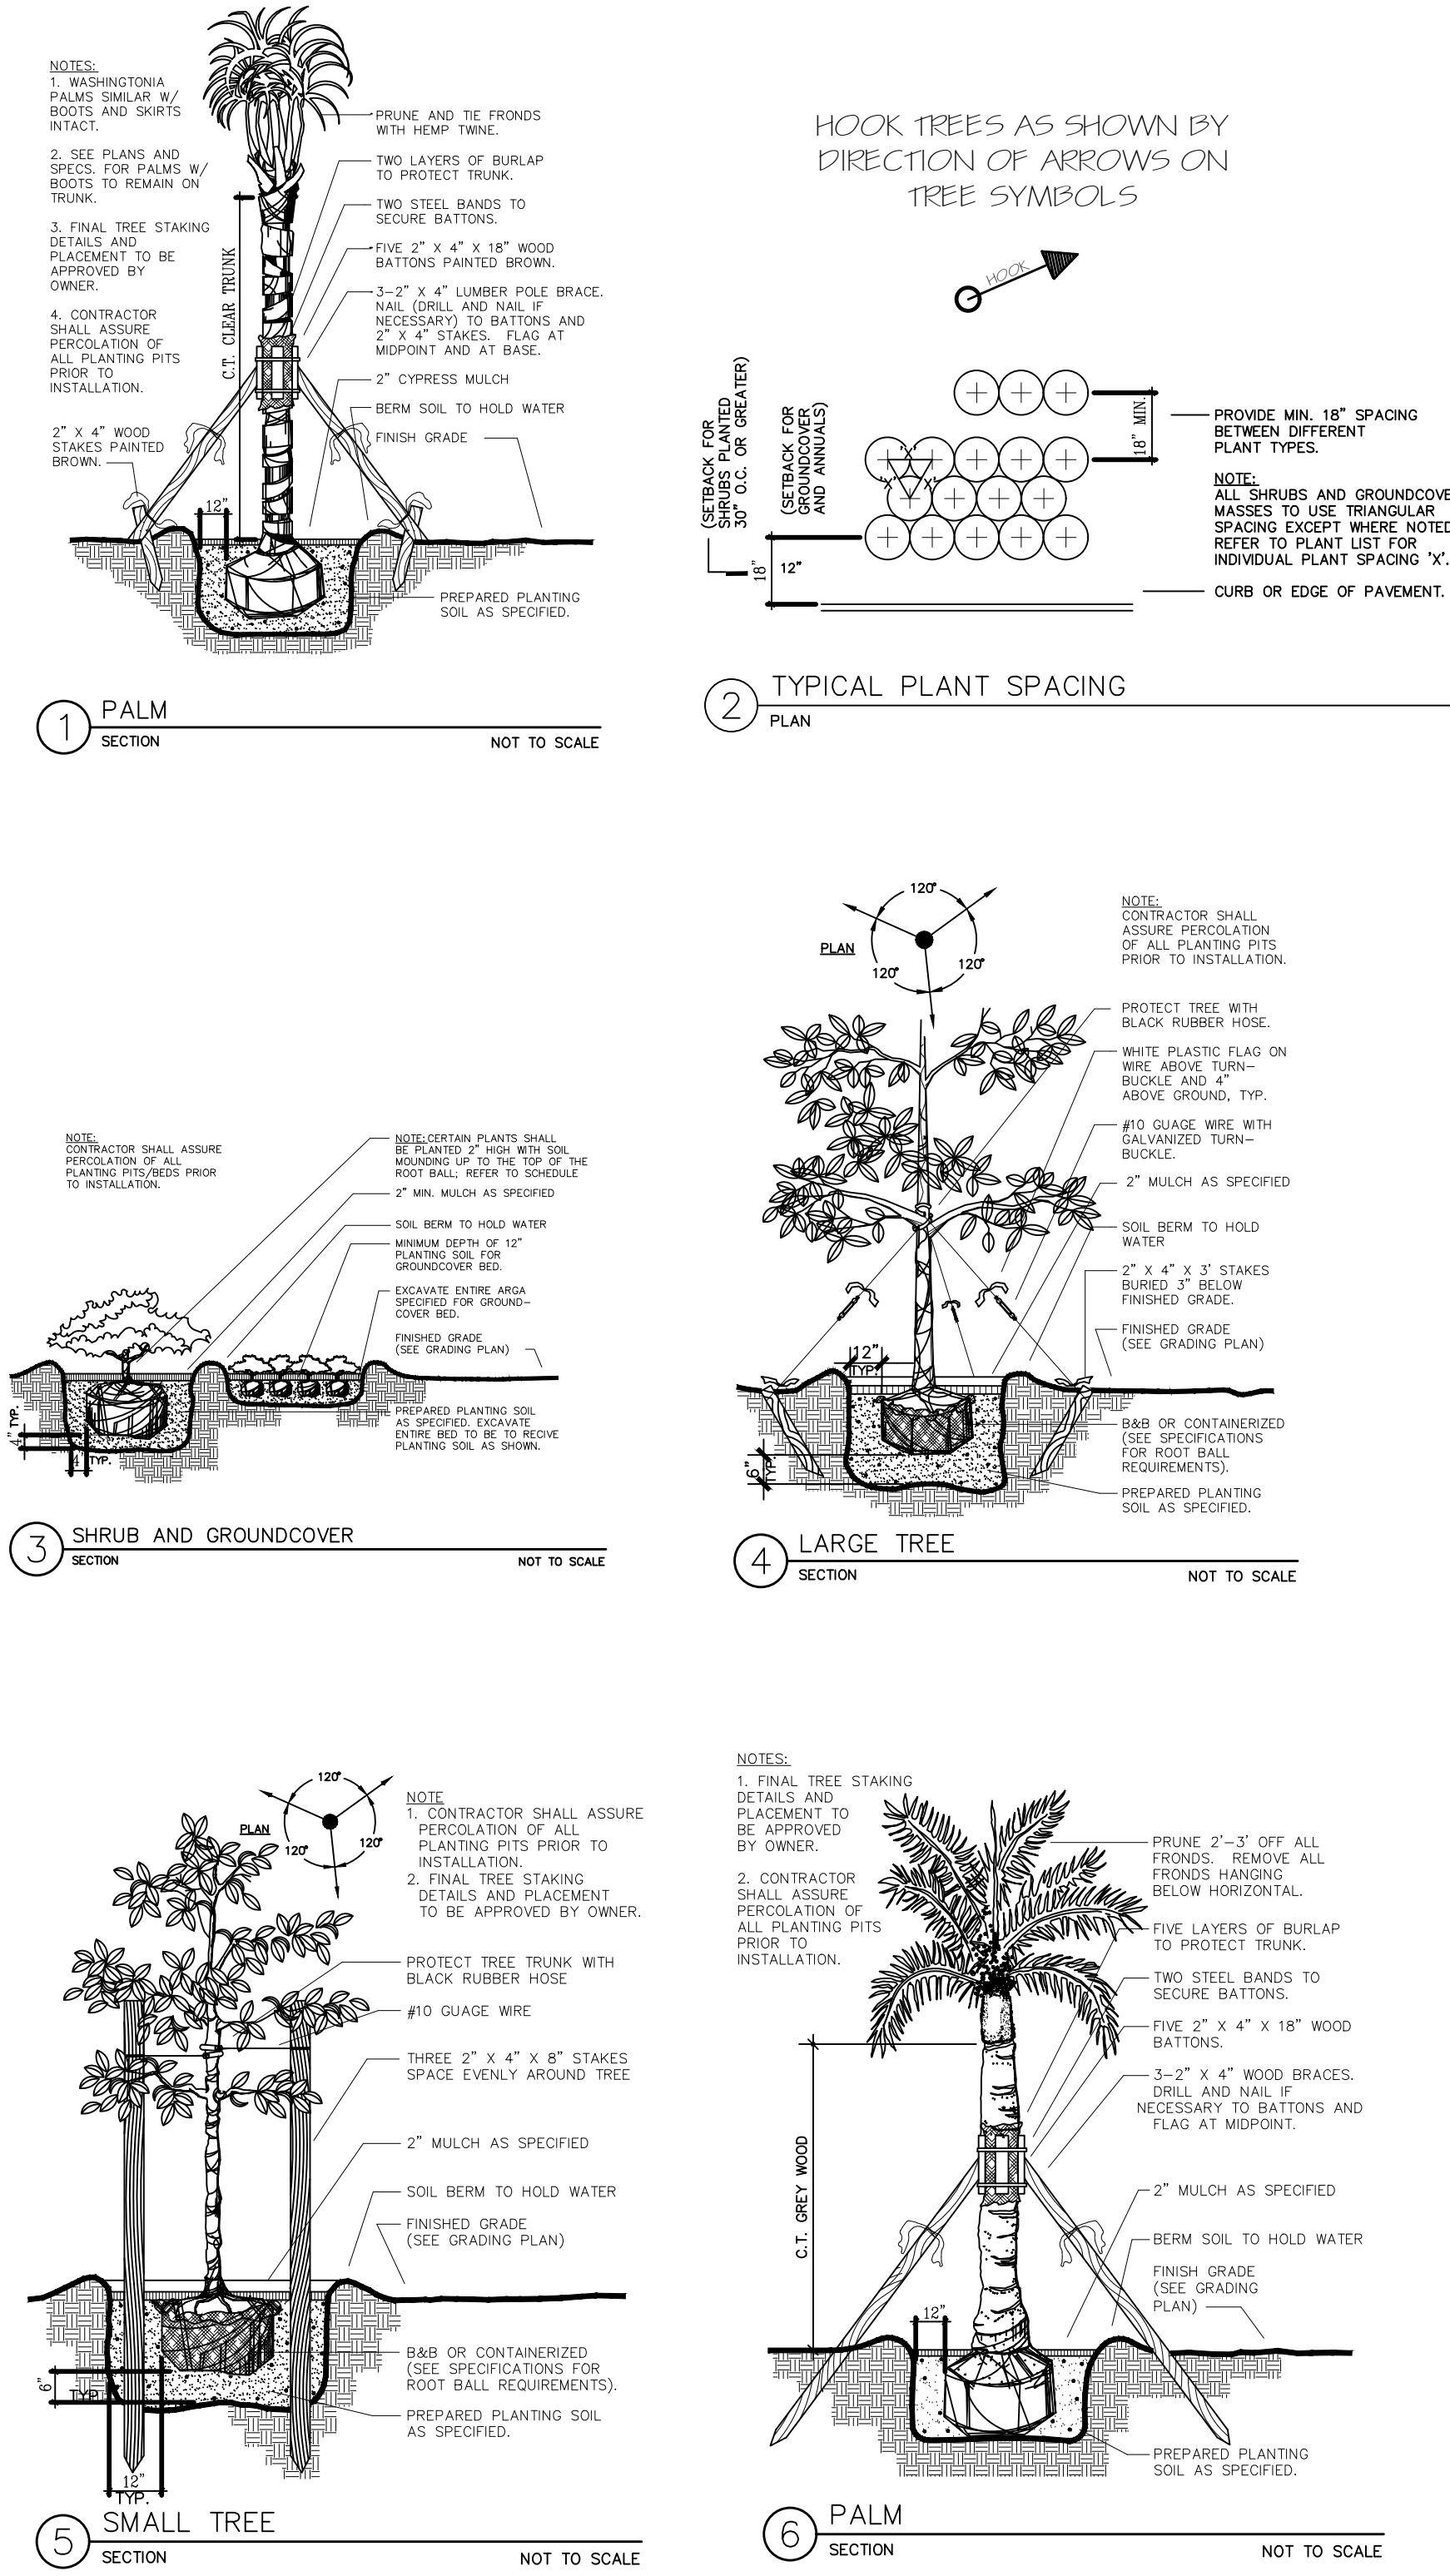 NOTES:
1. WASHINGTONIA
PALMS SIMILAR W/
BOOTS AND SKIRTS
INTACT.
2. SEE PLANS AND
SPECS. FOR PALMS W/
BOOTS TO REMAIN ON
TRUNK.
3. FINAL TREE STAKING
DETAILS AND
PLACEMENT TO BE
APPROVED BY
OWNER.
4. CONTRACTOR
SHALL ASSURE
PERCOLATION OF
ALL PLANTING PITS
PRIOR TO
INSTALLATION.
2" X 4" WOOD
STAKES PAINTED
BROWN.
C.T. CLEAR TRUNK
12"
PRUNE AND TIE FRONDS
WITH HEMP TWINE.
TWO LAYERS OF BURLAP
TO PROTECT TRUNK.
TWO STEEL BANDS TO
SECURE BATTONS.
FIVE 2" X 4" X 18" WOOD
BATTONS PAINTED BROWN.
3-2" X 4" LUMBER POLE BRACE.
NAIL (DRILL AND NAIL IF
NECESSARY) TO BATTONS AND
2" X 4" STAKES. FLAG AT
MIDPOINT AND AT BASE.
2" CYPRESS MULCH
BERM SOIL TO HOLD WATER
FINISH GRADE
PREPARED PLANTING
SOIL AS SPECIFIED.
1
PALM
SECTION
NOT TO SCALE
HOOK TREES AS SHOWN BY
DIRECTION OF ARROWS ON
TREE SYMBOLS
HOOK
(SETBACK FOR
SHRUBS PLANTED
30" O.C. OR GREATER)
(SETBACK FOR
GROUNDCOVER
AND ANNUALS)
18"
12"
'X'
'X'
'X'
18" MIN.
PROVIDE MIN. 18" SPACING
BETWEEN DIFFERENT
PLANT TYPES.
NOTE:
ALL SHRUBS AND GROUNDCOVE
MASSES TO USE TRIANGULAR
SPACING EXCEPT WHERE NOTED
REFER TO PLANT LIST FOR
INDIVIDUAL PLANT SPACING 'X'.
CURB OR EDGE OF PAVEMENT.
2
TYPICAL PLANT SPACING
PLAN
NOTE:
CONTRACTOR SHALL ASSURE
PERCOLATION OF ALL
PLANTING PITS/BEDS PRIOR
TO INSTALLATION.
NOTE: CERTAIN PLANTS SHALL
BE PLANTED 2" HIGH WITH SOIL
MOUNDING UP TO THE TOP OF THE
ROOT BALL; REFER TO SCHEDULE
2" MIN. MULCH AS SPECIFIED
SOIL BERM TO HOLD WATER
MINIMUM DEPTH OF 12"
PLANTING SOIL FOR
GROUNDCOVER BED.
EXCAVATE ENTIRE ARGA
SPECIFIED FOR GROUND-
COVER BED.
FINISHED GRADE
(SEE GRADING PLAN)
PREPARED PLANTING SOIL
AS SPECIFIED. EXCAVATE
ENTIRE BED TO BE TO RECIVE
PLANTING SOIL AS SHOWN.
4" TYP.
4" TYP.
3
SHRUB AND GROUNDCOVER
SECTION
NOT TO SCALE
PLAN
120°
120°
120°
NOTE:
CONTRACTOR SHALL
ASSURE PERCOLATION
OF ALL PLANTING PITS
PRIOR TO INSTALLATION.
PROTECT TREE WITH
BLACK RUBBER HOSE.
WHITE PLASTIC FLAG ON
WIRE ABOVE TURN-
BUCKLE AND 4"
ABOVE GROUND, TYP.
#10 GUAGE WIRE WITH
GALVANIZED TURN-
BUCKLE.
2" MULCH AS SPECIFIED
SOIL BERM TO HOLD
WATER
2" X 4" X 3' STAKES
BURIED 3" BELOW
FINISHED GRADE.
FINISHED GRADE
(SEE GRADING PLAN)
B&B OR CONTAINERIZED
(SEE SPECIFICATIONS
FOR ROOT BALL
REQUIREMENTS).
PREPARED PLANTING
SOIL AS SPECIFIED.
12"
TYP.
6"
TYP.
4
LARGE TREE
SECTION
NOT TO SCALE
PLAN
120°
120°
120°
NOTE
1. CONTRACTOR SHALL ASSURE
PERCOLATION OF ALL
PLANTING PITS PRIOR TO
INSTALLATION.
2. FINAL TREE STAKING
DETAILS AND PLACEMENT
TO BE APPROVED BY OWNER.
PROTECT TREE TRUNK WITH
BLACK RUBBER HOSE
#10 GUAGE WIRE
THREE 2" X 4" X 8" STAKES
SPACE EVENLY AROUND TREE
2" MULCH AS SPECIFIED
SOIL BERM TO HOLD WATER
FINISHED GRADE
(SEE GRADING PLAN)
B&B OR CONTAINERIZED
(SEE SPECIFICATIONS FOR
ROOT BALL REQUIREMENTS).
PREPARED PLANTING SOIL
AS SPECIFIED.
6"
TYP.
12"
TYP.
5
SMALL TREE
SECTION
NOT TO SCALE
NOTES:
1. FINAL TREE STAKING
DETAILS AND
PLACEMENT TO
BE APPROVED
BY OWNER.
2. CONTRACTOR
SHALL ASSURE
PERCOLATION OF
ALL PLANTING PITS
PRIOR TO
INSTALLATION.
PRUNE 2'-3' OFF ALL
FRONDS. REMOVE ALL
FRONDS HANGING
BELOW HORIZONTAL.
FIVE LAYERS OF BURLAP
TO PROTECT TRUNK.
TWO STEEL BANDS TO
SECURE BATTONS.
FIVE 2" X 4" X 18" WOOD
BATTONS.
3-2" X 4" WOOD BRACES.
DRILL AND NAIL IF
NECESSARY TO BATTONS AND
FLAG AT MIDPOINT.
2" MULCH AS SPECIFIED
BERM SOIL TO HOLD WATER
FINISH GRADE
(SEE GRADING
PLAN)
PREPARED PLANTING
SOIL AS SPECIFIED.
C.T. GREY WOOD
12"
6
PALM
SECTION
NOT TO SCALE